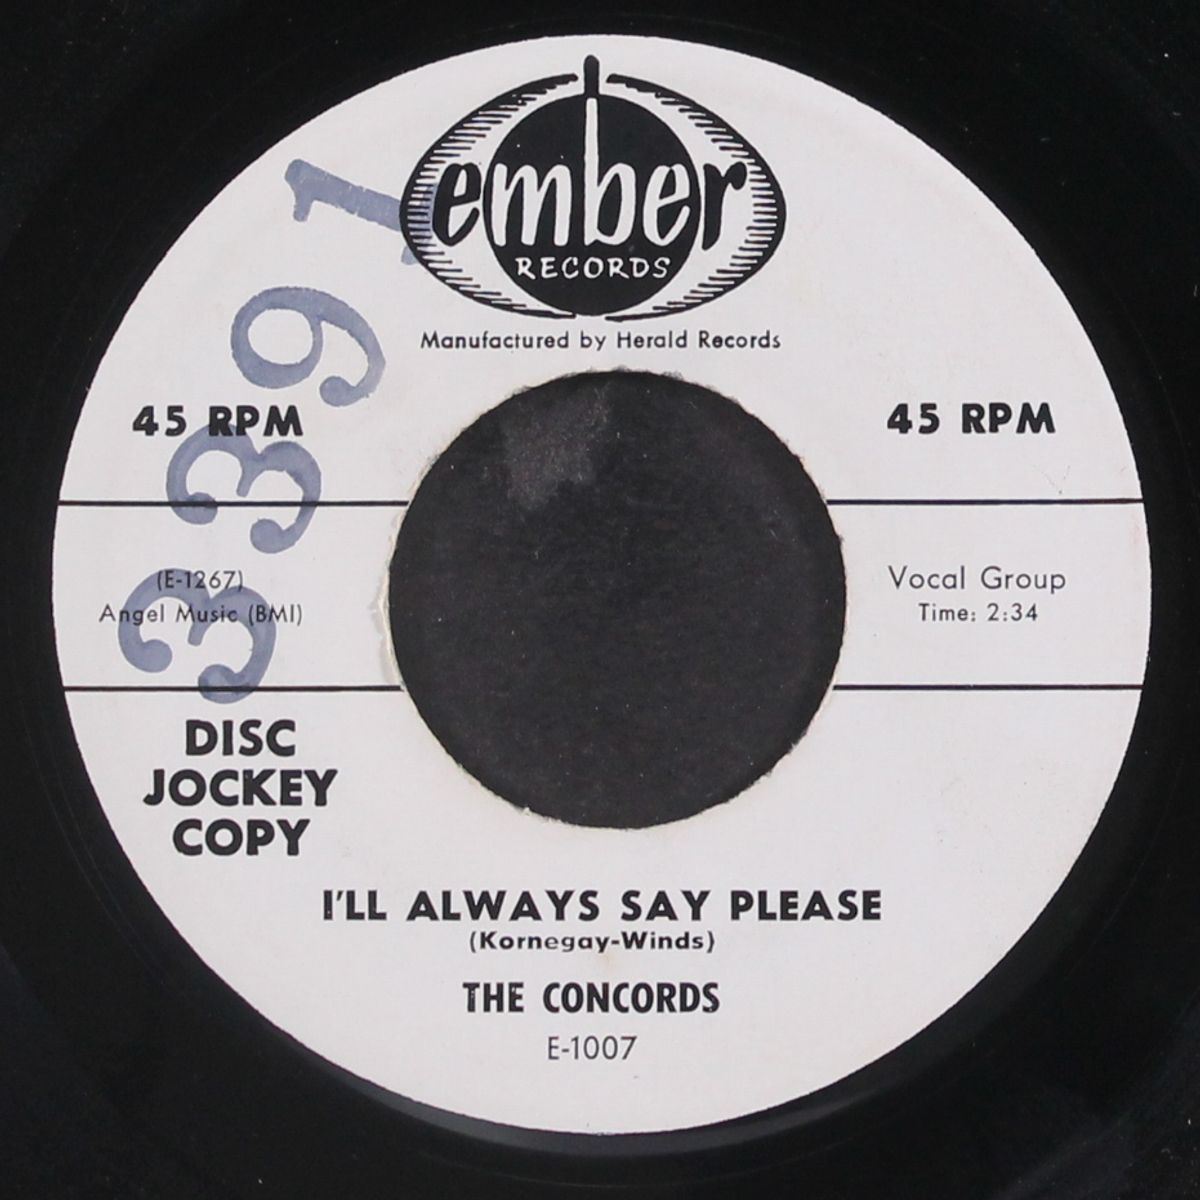 ember
RECORDS
Manufactured by Herald Records
3391
45 RPM
45 RPM
(E-1267)
Angel Music (BMI)
Vocal Group
Time: 2:34
DISC
JOCKEY
COPY
I'LL ALWAYS SAY PLEASE
(Kornegay-Winds)
THE CONCORDS
E-1007